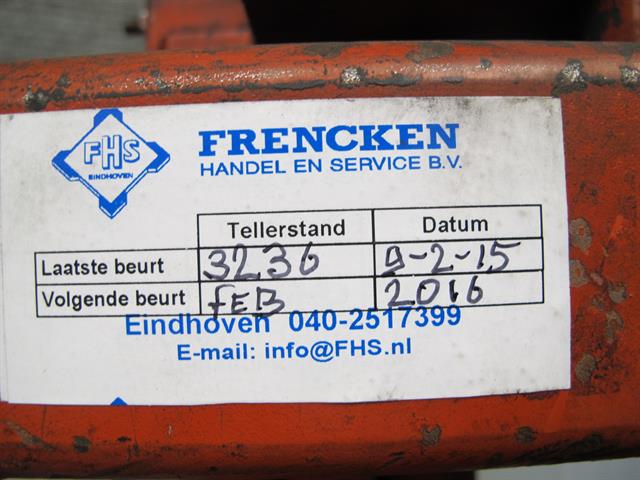 FHS
EINDHOVEN
FRENCKEN
HANDEL EN SERVICE B.V.
Tellerstand Datum
Laatste beurt 3236 9-2-15
Volgende beurt FEB 2016
Eindhoven 040-2517399
E-mail: info@FHS.nl